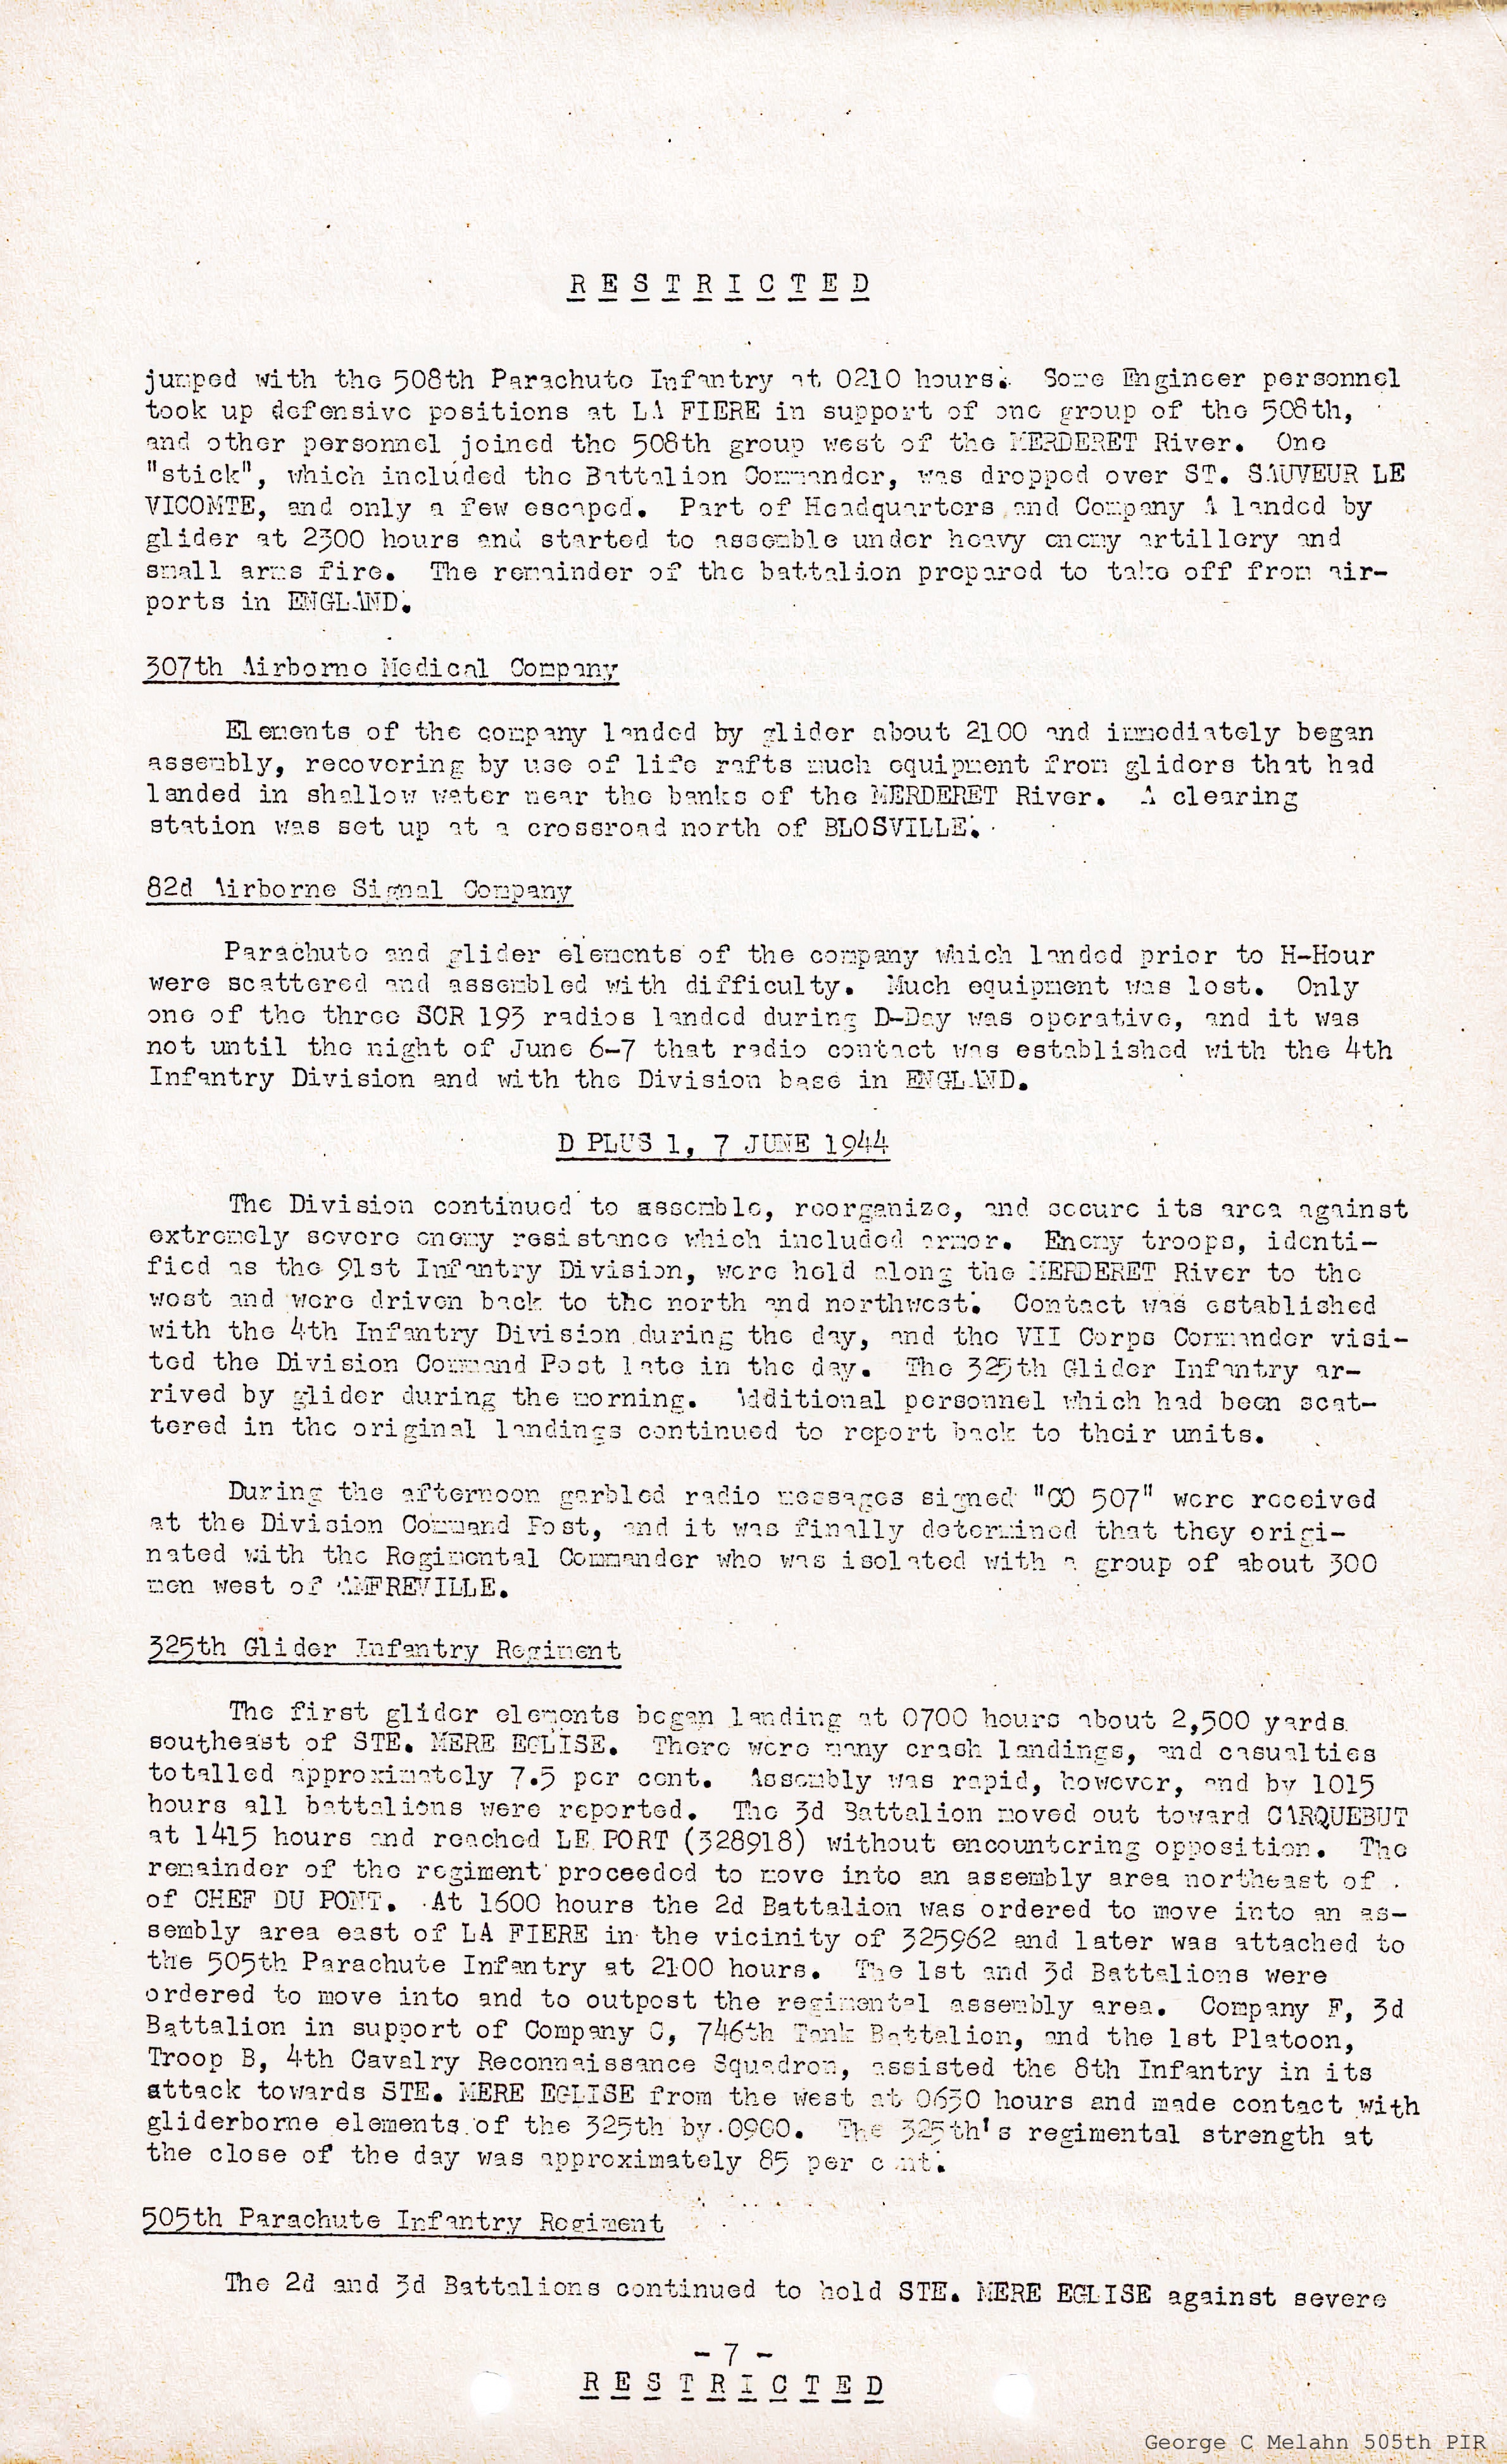 R E S T R I C T E D
jumped with the 508th Parachute Infantry at 0210 hours. Some Engineer personnel
took up defensive positions at LA FIERE in support of one group of the 508th,
and other personnel joined the 508th group west of the MERDERET River. One
"stick", which included the Battalion Commander, was dropped over ST. SAUVEUR LE
VICOMTE, and only a few escaped. Part of Headquarters and Company A landed by
glider at 2300 hours and started to assemble under heavy enemy artillery and
small arms fire. The remainder of the battalion prepared to take off from air-
ports in ENGLAND.
307th Airborne Medical Company
Elements of the company landed by glider about 2100 and immediately began
assembly, recovering by use of life rafts much equipment from gliders that had
landed in shallow water near the banks of the MERDERET River. A clearing
station was set up at a crossroad north of BLOSVILLE.
82d Airborne Signal Company
Parachute and glider elements of the company which landed prior to H-Hour
were scattered and assembled with difficulty. Much equipment was lost. Only
one of the three SCR 193 radios landed during D-Day was operative, and it was
not until the night of June 6-7 that radio contact was established with the 4th
Infantry Division and with the Division base in ENGLAND.
D PLUS 1, 7 JUNE 1944
The Division continued to assemble, reorganize, and secure its area against
extremely severe enemy resistance which included armor. Enemy troops, identi-
fied as the 91st Infantry Division, were held along the MERDERET River to the
west and were driven back to the north and northwest. Contact was established
with the 4th Infantry Division during the day, and the VII Corps Commander visi-
ted the Division Command Post late in the day. The 325th Glider Infantry ar-
rived by glider during the morning. Additional personnel which had been scat-
tered in the original landings continued to report back to their units.
During the afternoon garbled radio messages signed "CO 507" were received
at the Division Command Post, and it was finally determined that they origi-
nated with the Regimental Commander who was isolated with a group of about 300
men west of AMFREVILLE.
325th Glider Infantry Regiment
The first glider elements began landing at 0700 hours about 2,500 yards
southeast of STE. MERE EGLISE. There were many crash landings, and casualties
totalled approximately 7.5 per cent. Assembly was rapid, however, and by 1015
hours all battalions were reported. The 3d Battalion moved out toward CARQUEBUT
at 1415 hours and reached LE PORT (328918) without encountering opposition. The
remainder of the regiment proceeded to move into an assembly area northeast of
of CHEF DU PONT. At 1600 hours the 2d Battalion was ordered to move into an as-
sembly area east of LA FIERE in the vicinity of 325962 and later was attached to
the 505th Parachute Infantry at 2100 hours. The 1st and 3d Battalions were
ordered to move into and to outpost the regimental assembly area. Company F, 3d
Battalion in support of Company C, 746th Tank Battalion, and the 1st Platoon,
Troop B, 4th Cavalry Reconnaissance Squadron, assisted the 8th Infantry in its
attack towards STE. MERE EGLISE from the west at 0630 hours and made contact with
gliderborne elements of the 325th by 0900. The 325th's regimental strength at
the close of the day was approximately 85 per cent.
505th Parachute Infantry Regiment
The 2d and 3d Battalions continued to hold STE. MERE EGLISE against severe
- 7 -
R E S T R I C T E D
George C Melahn 505th PIR